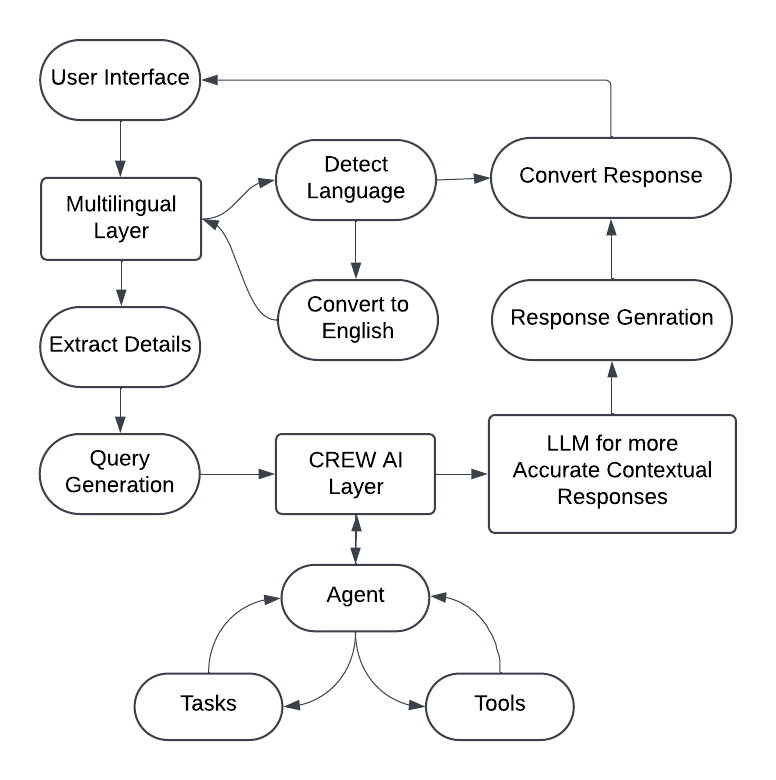 User Interface
Multilingual
Layer
Detect
Language
Convert Response
Convert to
English
Extract Details
Response Genration
Query
Generation
CREW AI
Layer
LLM for more
Accurate Contextual
Responses
Agent
Tasks
Tools